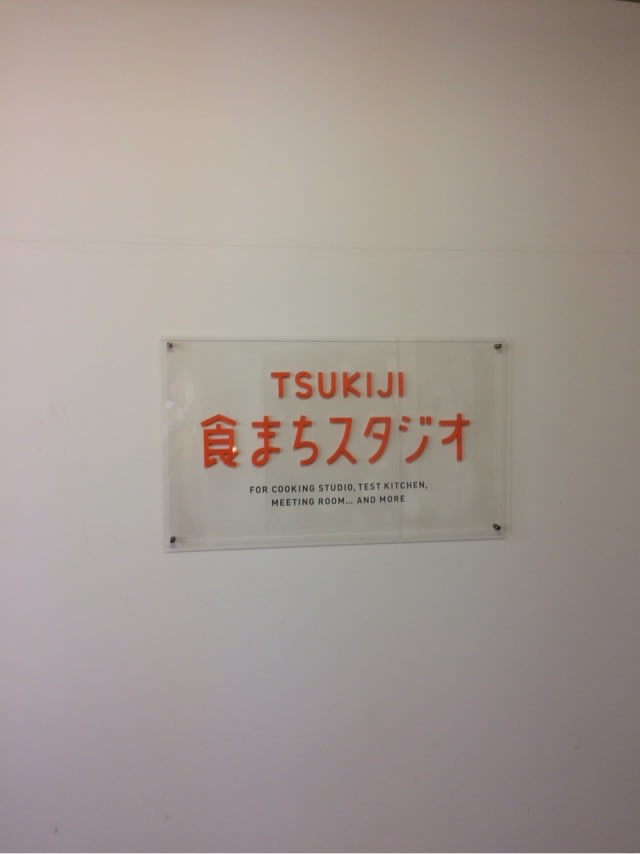 TSUKIJI
食まちスタジオ
FOR COOKING STUDIO, TEST KITCHEN,
MEETING ROOM... AND MORE